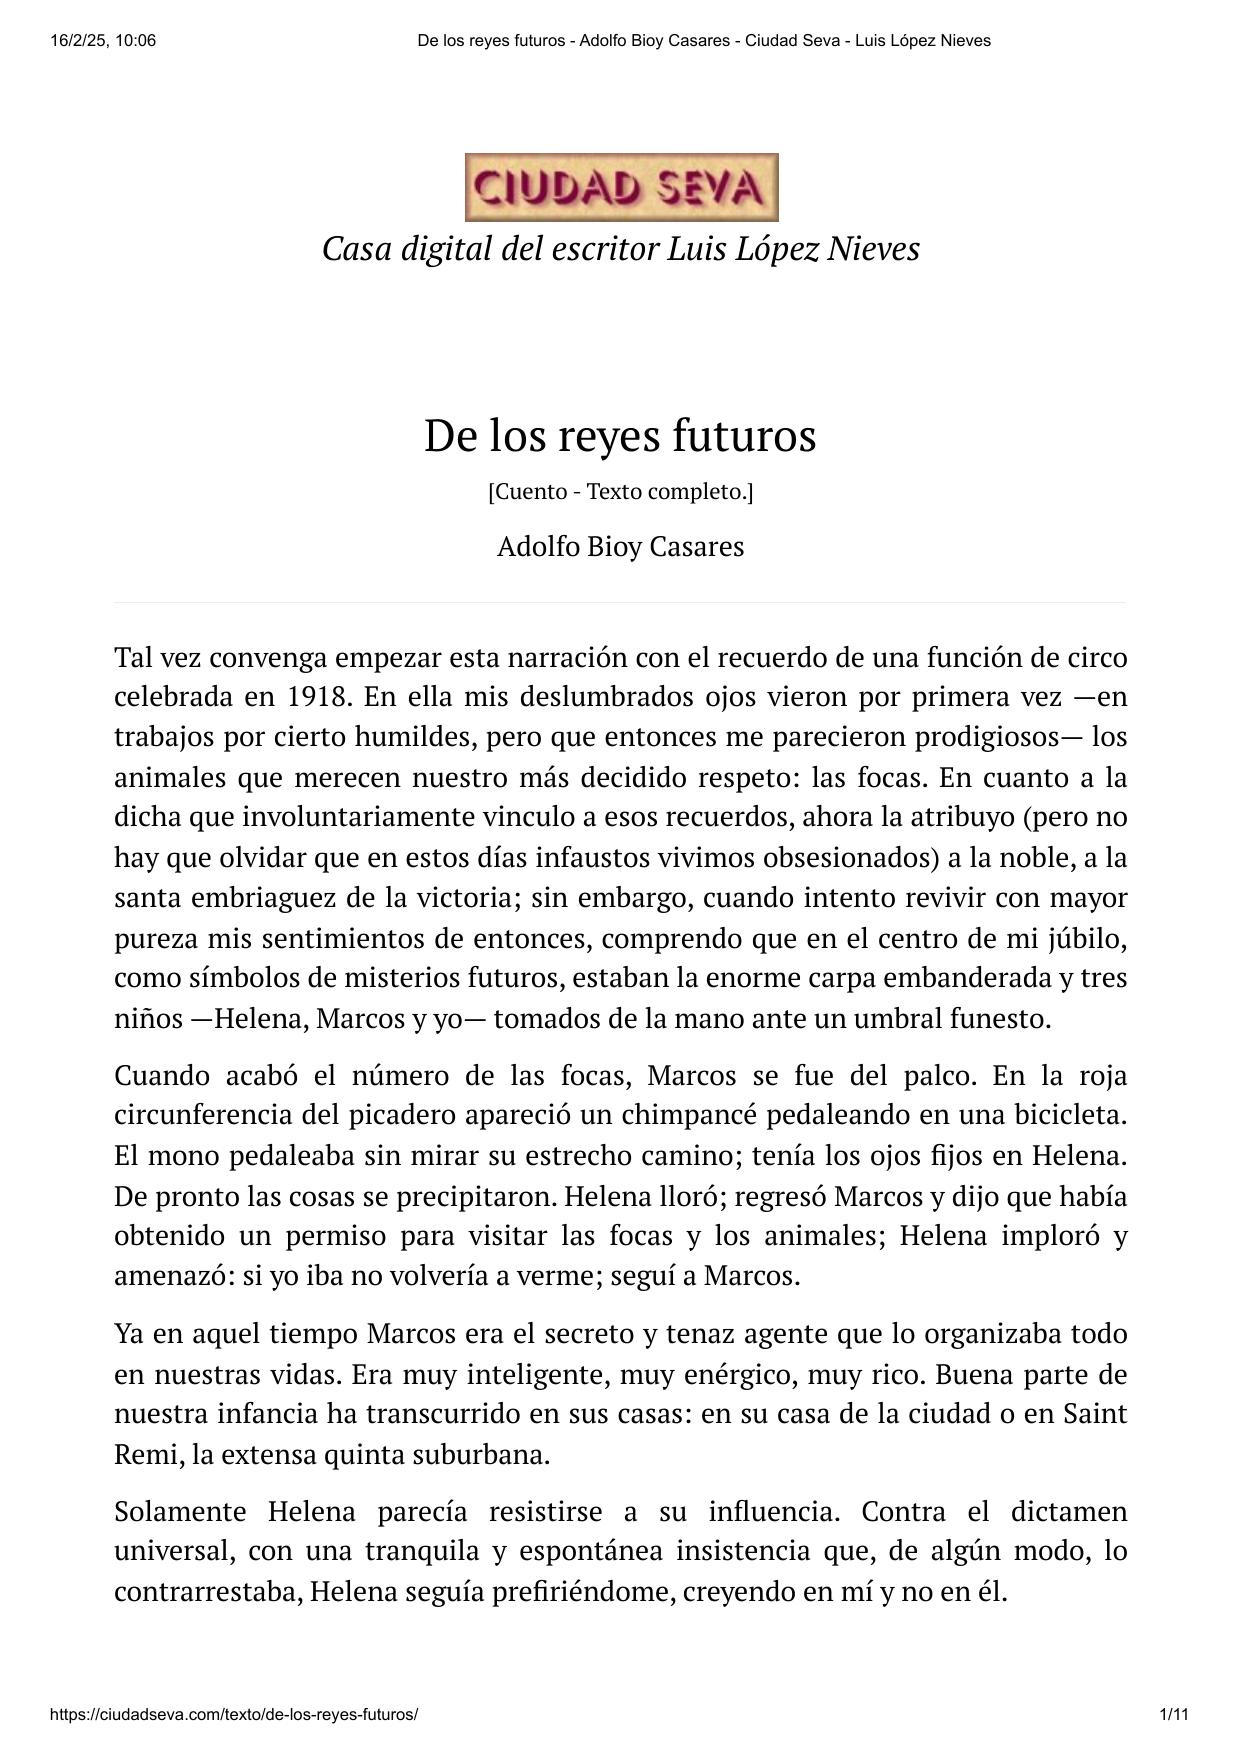 16/2/25, 10:06
De los reyes futuros - Adolfo Bioy Casares - Ciudad Seva - Luis López Nieves
CIUDAD SEVA
Casa digital del escritor Luis López Nieves
De los reyes futuros
[Cuento - Texto completo.]
Adolfo Bioy Casares
Tal vez convenga empezar esta narración con el recuerdo de una función de circo
celebrada en 1918. En ella mis deslumbrados ojos vieron por primera vez —en
trabajos por cierto humildes, pero que entonces me parecieron prodigiosos— los
animales que merecen nuestro más decidido respeto: las focas. En cuanto a la
dicha que involuntariamente vinculo a esos recuerdos, ahora la atribuyo (pero no
hay que olvidar que en estos días infaustos vivimos obsesionados) a la noble, a la
santa embriaguez de la victoria; sin embargo, cuando intento revivir con mayor
pureza mis sentimientos de entonces, comprendo que en el centro de mi júbilo,
como símbolos de misterios futuros, estaban la enorme carpa embanderada y tres
niños —Helena, Marcos y yo— tomados de la mano ante un umbral funesto.
Cuando acabó el número de las focas, Marcos se fue del palco. En la roja
circunferencia del picadero apareció un chimpancé pedaleando en una bicicleta.
El mono pedaleaba sin mirar su estrecho camino; tenía los ojos fijos en Helena.
De pronto las cosas se precipitaron. Helena lloró; regresó Marcos y dijo que había
obtenido un permiso para visitar las focas y los animales; Helena imploró y
amenazó: si yo iba no volvería a verme; seguí a Marcos.
Ya en aquel tiempo Marcos era el secreto y tenaz agente que lo organizaba todo
en nuestras vidas. Era muy inteligente, muy enérgico, muy rico. Buena parte de
nuestra infancia ha transcurrido en sus casas: en su casa de la ciudad o en Saint
Remi, la extensa quinta suburbana.
Solamente Helena parecía resistirse a su influencia. Contra el dictamen
universal, con una tranquila y espontánea insistencia que, de algún modo, lo
contrarrestaba, Helena seguía prefiriéndome, creyendo en mí y no en él.
https://ciudadseva.com/texto/de-los-reyes-futuros/
1/11